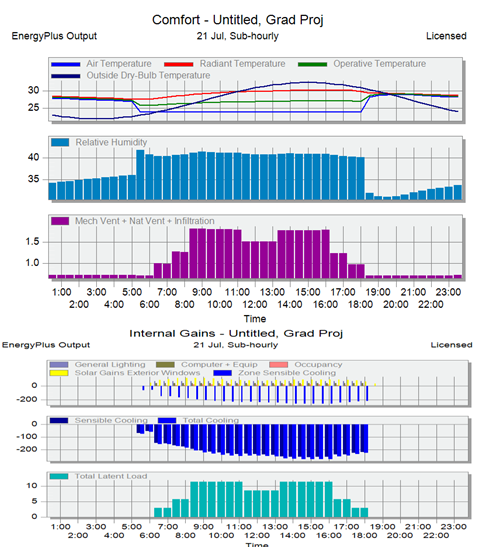 Comfort - Untitled, Grad Proj
EnergyPlus Output 21 Jul, Sub-hourly Licensed
Air Temperature Radiant Temperature Operative Temperature
Outside Dry-Bulb Temperature
30
25
Relative Humidity
40
35
Mech Vent + Nat Vent + Infiltration
1.5
1.0
1:00 3:00 5:00 7:00 9:00 11:00 13:00 15:00 17:00 19:00 21:00 23:00
2:00 4:00 6:00 8:00 10:00 12:00 14:00 16:00 18:00 20:00 22:00
Time
Internal Gains - Untitled, Grad Proj
EnergyPlus Output 21 Jul, Sub-hourly Licensed
General Lighting Computer + Equip Occupancy
Solar Gains Exterior Windows Zone Sensible Cooling
0
-200
Sensible Cooling Total Cooling
0
-100
-200
Total Latent Load
10
5
0
1:00 3:00 5:00 7:00 9:00 11:00 13:00 15:00 17:00 19:00 21:00 23:00
2:00 4:00 6:00 8:00 10:00 12:00 14:00 16:00 18:00 20:00 22:00
Time